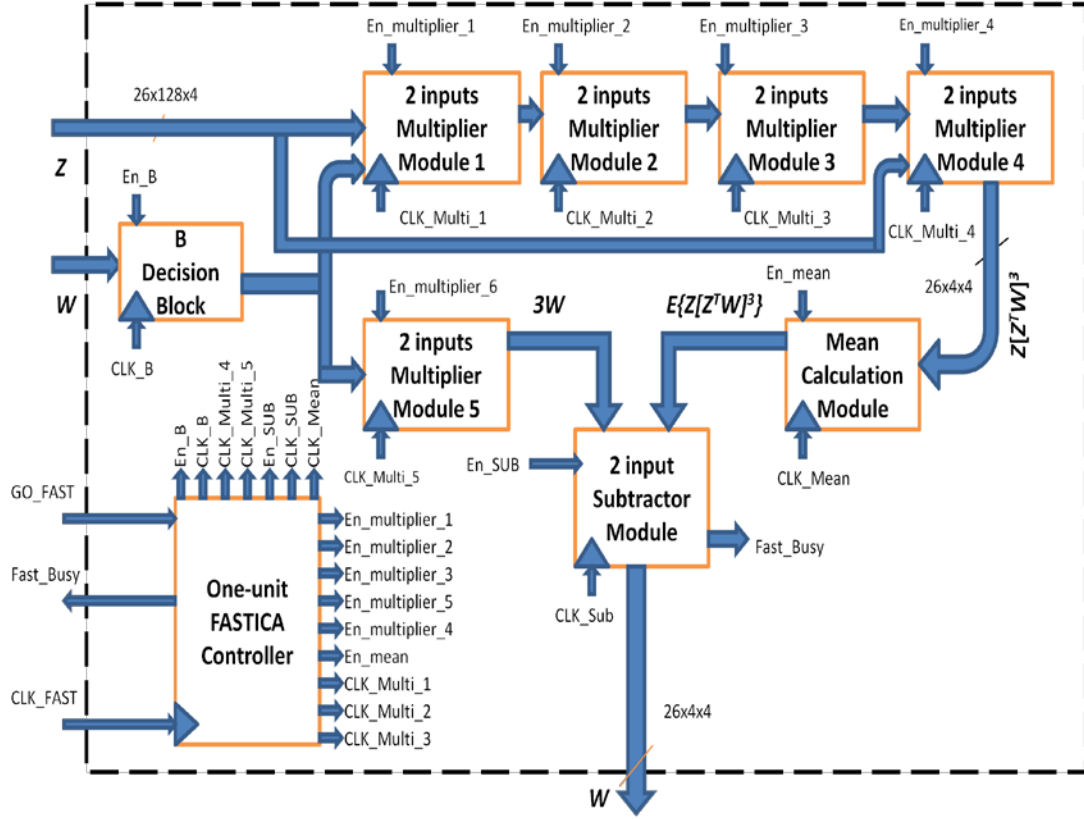 En_multiplier_1
En_multiplier_2
En_multiplier_3
En_multiplier_4
26x128x4
2 inputs
Multiplier
Module 1
2 inputs
Multiplier
Module 2
2 inputs
Multiplier
Module 3
2 inputs
Multiplier
Module 4
Z
En_B
CLK_Multi_1
CLK_Multi_2
CLK_Multi_3
CLK_Multi_4
B
Decision
Block
W
CLK_B
En_multiplier_6
3W
E{Z[ZᵀW]³}
En_mean
26x4x4
Z[ZᵀW]³
2 inputs
Multiplier
Module 5
Mean
Calculation
Module
CLK_Multi_5
CLK_Mean
En_B
CLK_B
CLK_Multi_4
CLK_Multi_5
En_SUB
CLK_SUB
CLK_Mean
En_SUB
2 input
Subtractor
Module
Fast_Busy
CLK_Sub
GO_FAST
Fast_Busy
CLK_FAST
One-unit
FASTICA
Controller
En_multiplier_1
En_multiplier_2
En_multiplier_3
En_multiplier_5
En_multiplier_4
En_mean
CLK_Multi_1
CLK_Multi_2
CLK_Multi_3
26x4x4
W